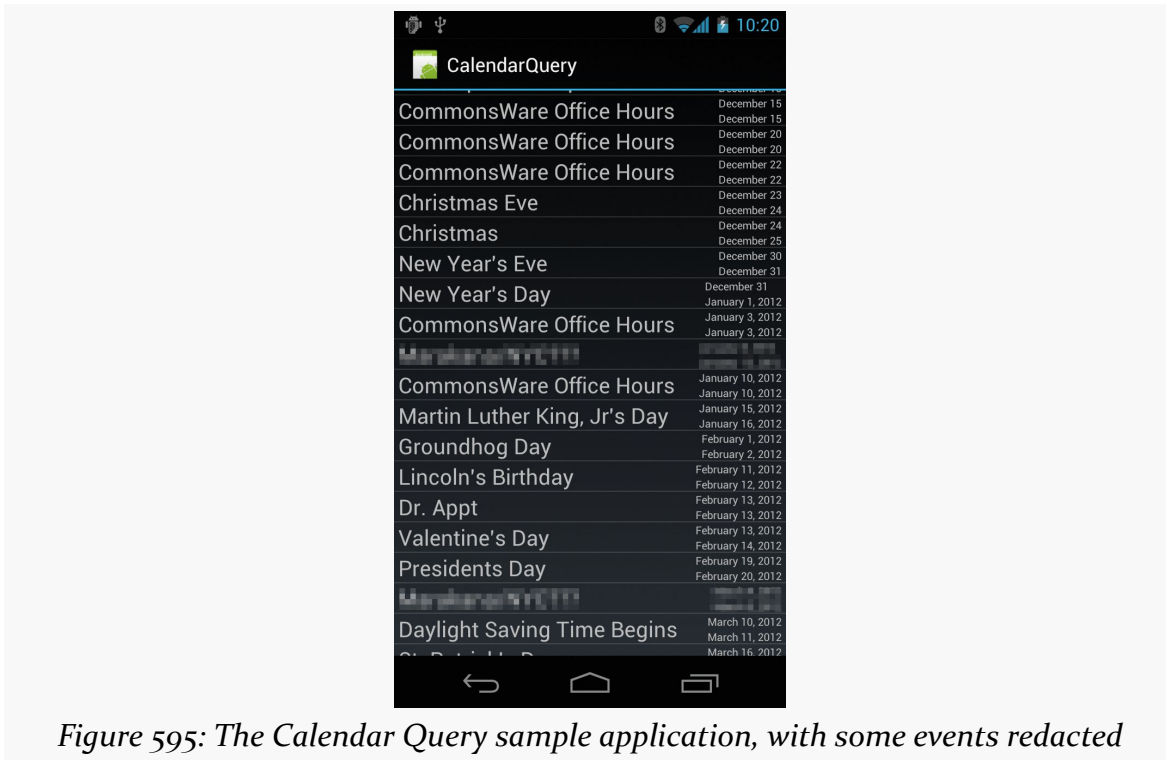 10:20
CalendarQuery
CommonsWare Office Hours
December 15
December 15
CommonsWare Office Hours
December 20
December 20
CommonsWare Office Hours
December 22
December 22
Christmas Eve
December 23
December 24
Christmas
December 24
December 25
New Year's Eve
December 30
December 31
New Year's Day
December 31
January 1, 2012
CommonsWare Office Hours
January 3, 2012
January 3, 2012
CommonsWare Office Hours
January 10, 2012
January 10, 2012
Martin Luther King, Jr's Day
January 15, 2012
January 16, 2012
Groundhog Day
February 1, 2012
February 2, 2012
Lincoln's Birthday
February 11, 2012
February 12, 2012
Dr. Appt
February 13, 2012
February 13, 2012
Valentine's Day
February 13, 2012
February 14, 2012
Presidents Day
February 19, 2012
February 20, 2012
Daylight Saving Time Begins
March 10, 2012
March 11, 2012
March 16, 2012
Figure 595: The Calendar Query sample application, with some events redacted